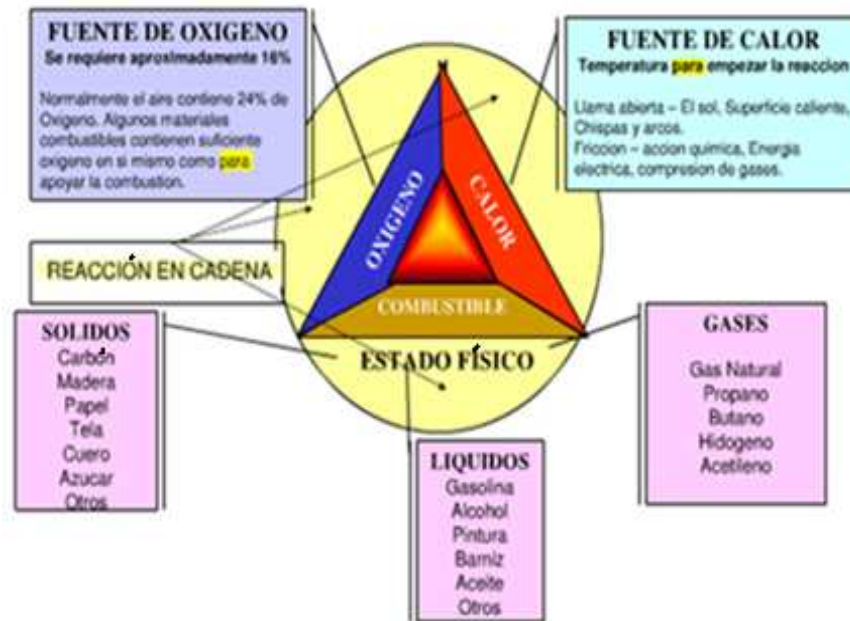 FUENTE DE OXIGENO
Se requiere aproximadamente 16%
Normalmente el aire contiene 24% de
Oxigeno. Algunos materiales
combustibles contienen suficiente
oxigeno en si mismo como para
apoyar la combustion.
FUENTE DE CALOR
Temperatura para empezar la reaccion
Llama abierta – El sol, Superficie caliente,
Chispas y arcos.
Friccion – accion quimica, Energia
electrica, compresion de gases.
OXIGENO
CALOR
COMBUSTIBLE
REACCIÓN EN CADENA
ESTADO FÍSICO
SOLIDOS
Carbón
Madera
Papel
Tela
Cuero
Azucar
Otros
LIQUIDOS
Gasolina
Alcohol
Pintura
Barniz
Aceite
Otros
GASES
Gas Natural
Propano
Butano
Hidogeno
Acetileno